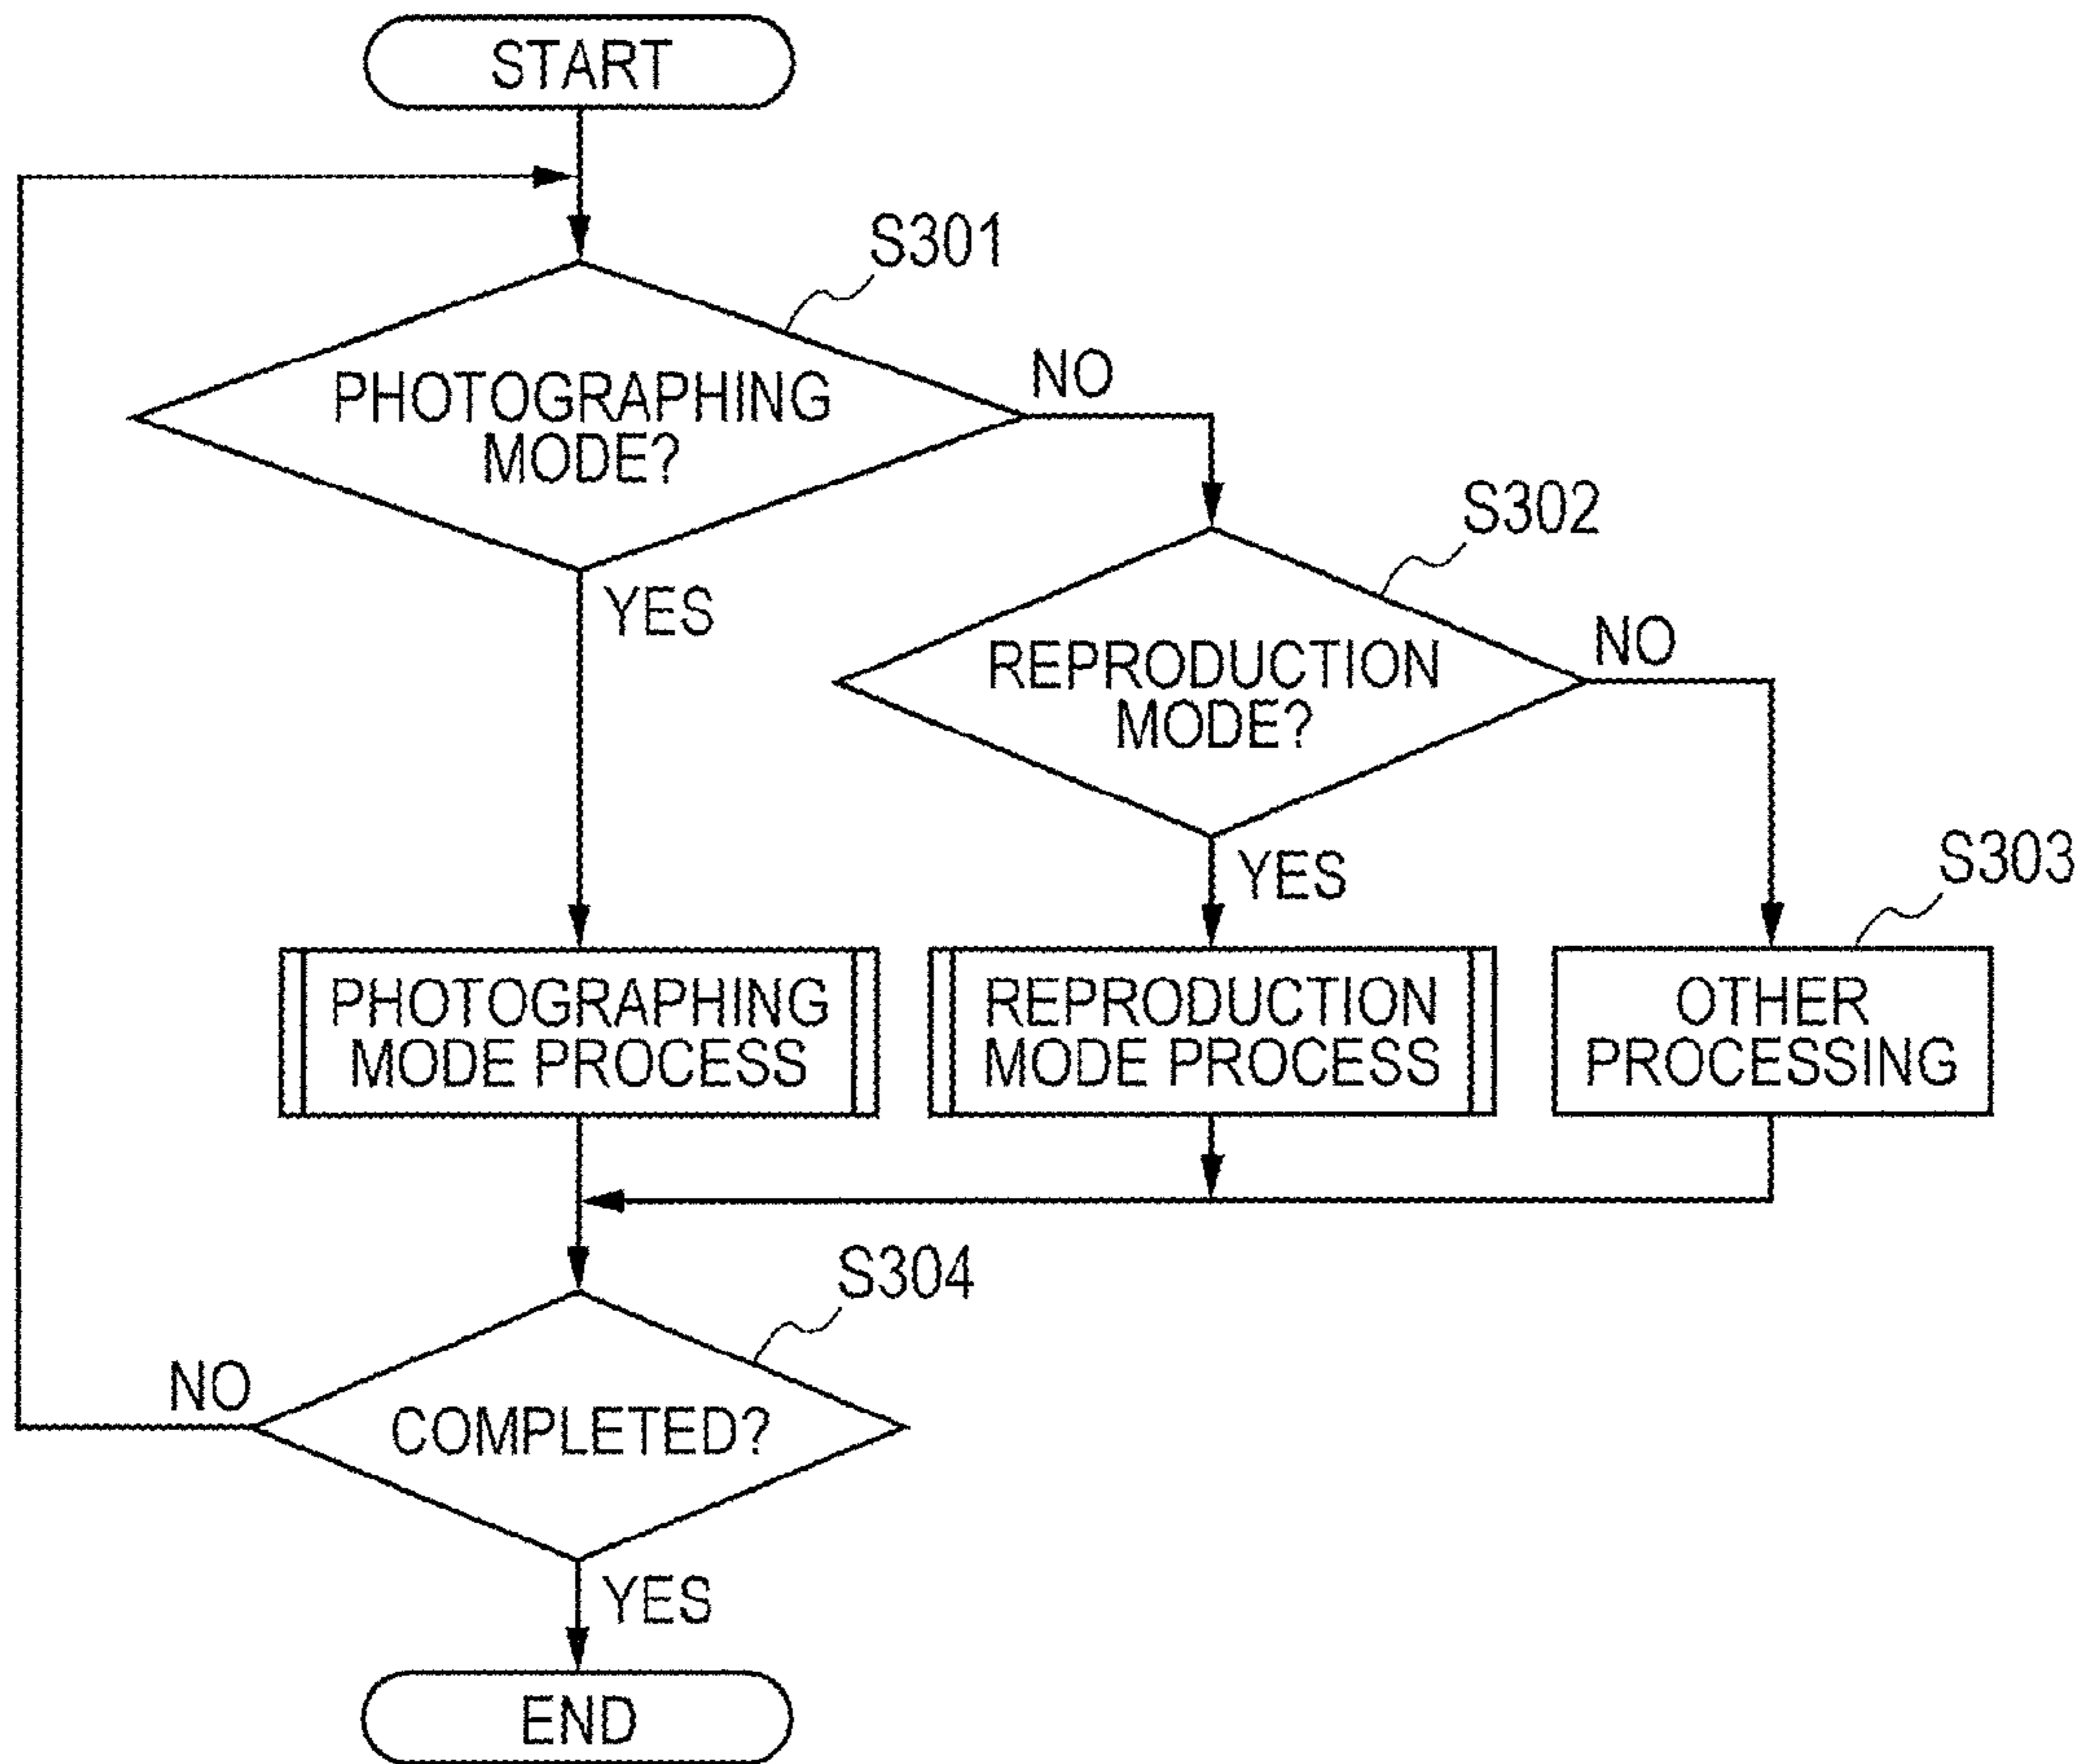 START
S301
PHOTOGRAPHING
MODE?
NO
YES
S302
REPRODUCTION
MODE?
NO
YES
S303
PHOTOGRAPHING
MODE PROCESS
REPRODUCTION
MODE PROCESS
OTHER
PROCESSING
S304
NO
COMPLETED?
YES
END